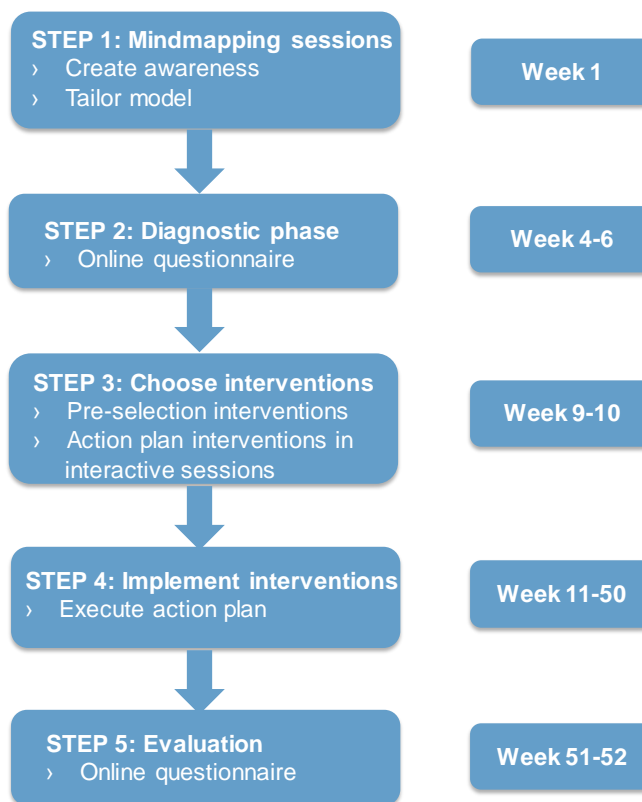 STEP 1: Mindmapping sessions
› Create awareness
› Tailor model
Week 1
STEP 2: Diagnostic phase
› Online questionnaire
Week 4-6
STEP 3: Choose interventions
› Pre-selection interventions
› Action plan interventions in
interactive sessions
Week 9-10
STEP 4: Implement interventions
› Execute action plan
Week 11-50
STEP 5: Evaluation
› Online questionnaire
Week 51-52